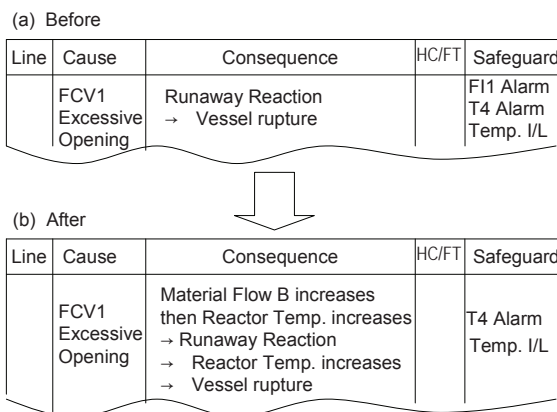 (a) Before
Line Cause Consequence HC/FT Safeguard
FCV1 Excessive Opening
Runaway Reaction
→ Vessel rupture
FI1 Alarm
T4 Alarm
Temp. I/L
(b) After
Line Cause Consequence HC/FT Safeguard
FCV1
Excessive
Opening
Material Flow B increases
then Reactor Temp. increases
→ Runaway Reaction
→ Reactor Temp. increases
→ Vessel rupture
T4 Alarm
Temp. I/L